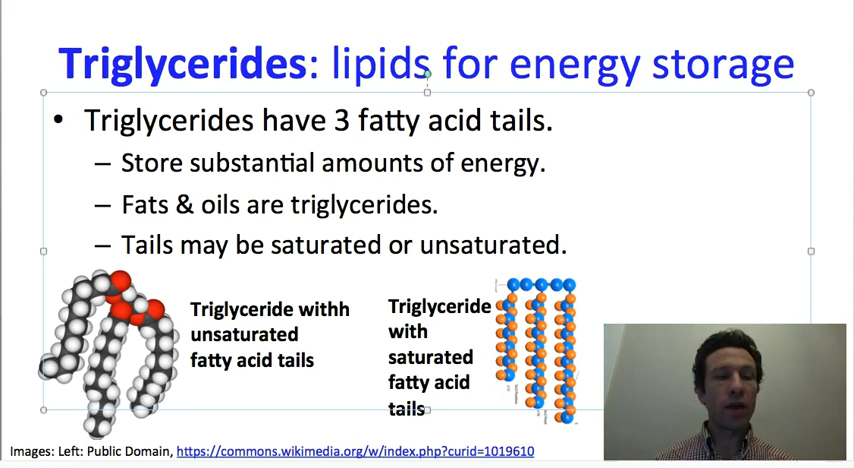 Triglycerides: lipids for energy storage
• Triglycerides have 3 fatty acid tails.
– Store substantial amounts of energy.
– Fats & oils are triglycerides.
– Tails may be saturated or unsaturated.
Triglyceride withh
unsaturated
fatty acid tails
Triglyceride
with
saturated
fatty acid
tails
Images: Left: Public Domain, https://commons.wikimedia.org/w/index.php?curid=1019610